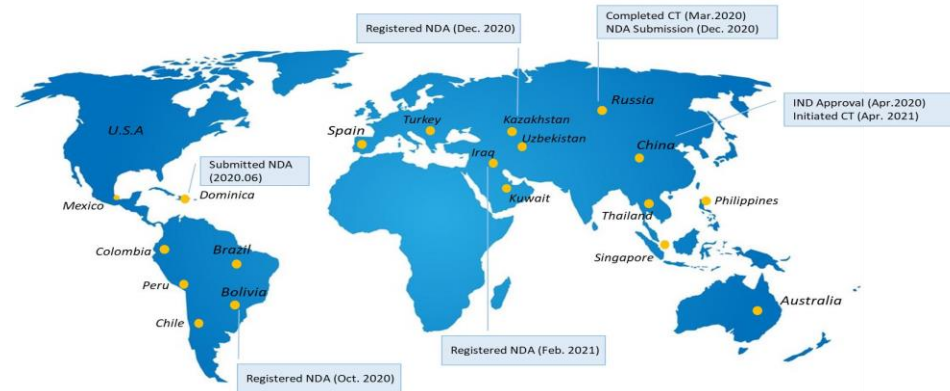 Completed CT (Mar.2020)
NDA Submission (Dec. 2020)
Registered NDA (Dec. 2020)
IND Approval (Apr.2020)
Initiated CT (Apr. 2021)
Russia
U.S.A
Spain
Turkey
Kazakhstan
Uzbekistan
Iraq
China
Submitted NDA
(2020.06)
Dominica
Mexico
Kuwait
Thailand
Philippines
Colombia
Brazil
Singapore
Peru
Bolivia
Australia
Chile
Registered NDA (Feb. 2021)
Registered NDA (Oct. 2020)